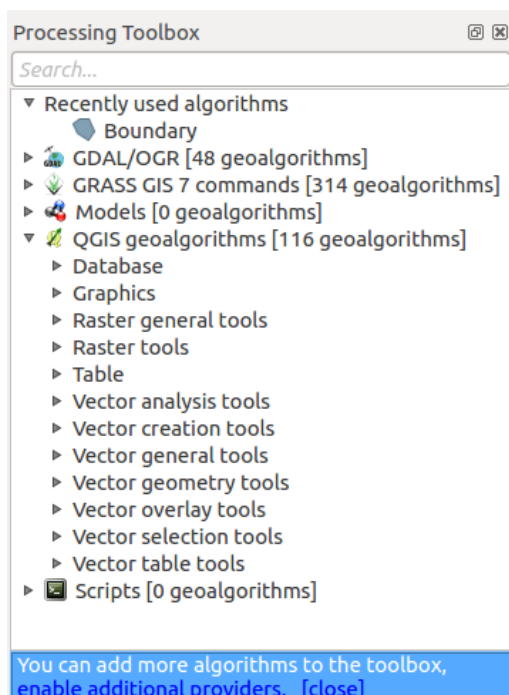 Processing Toolbox
Search...
Recently used algorithms
Boundary
GDAL/OGR [48 geoalgorithms]
GRASS GIS 7 commands [314 geoalgorithms]
Models [0 geoalgorithms]
QGIS geoalgorithms [116 geoalgorithms]
Database
Graphics
Raster general tools
Raster tools
Table
Vector analysis tools
Vector creation tools
Vector general tools
Vector geometry tools
Vector overlay tools
Vector selection tools
Vector table tools
Scripts [0 geoalgorithms]
You can add more algorithms to the toolbox,
enable additional providers. [close]